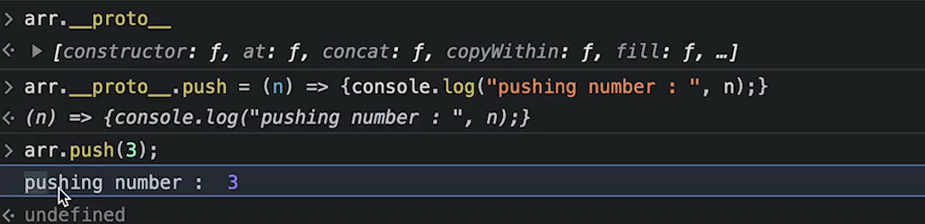 > arr.__proto__
<· ▶ [constructor: ƒ, at: ƒ, concat: ƒ, copyWithin: ƒ, fill: ƒ, …]
> arr.__proto__.push = (n) => {console.log("pushing number : ", n);}
<· (n) => {console.log("pushing number : ", n);}
> arr.push(3);
pushing number :  3
<· undefined